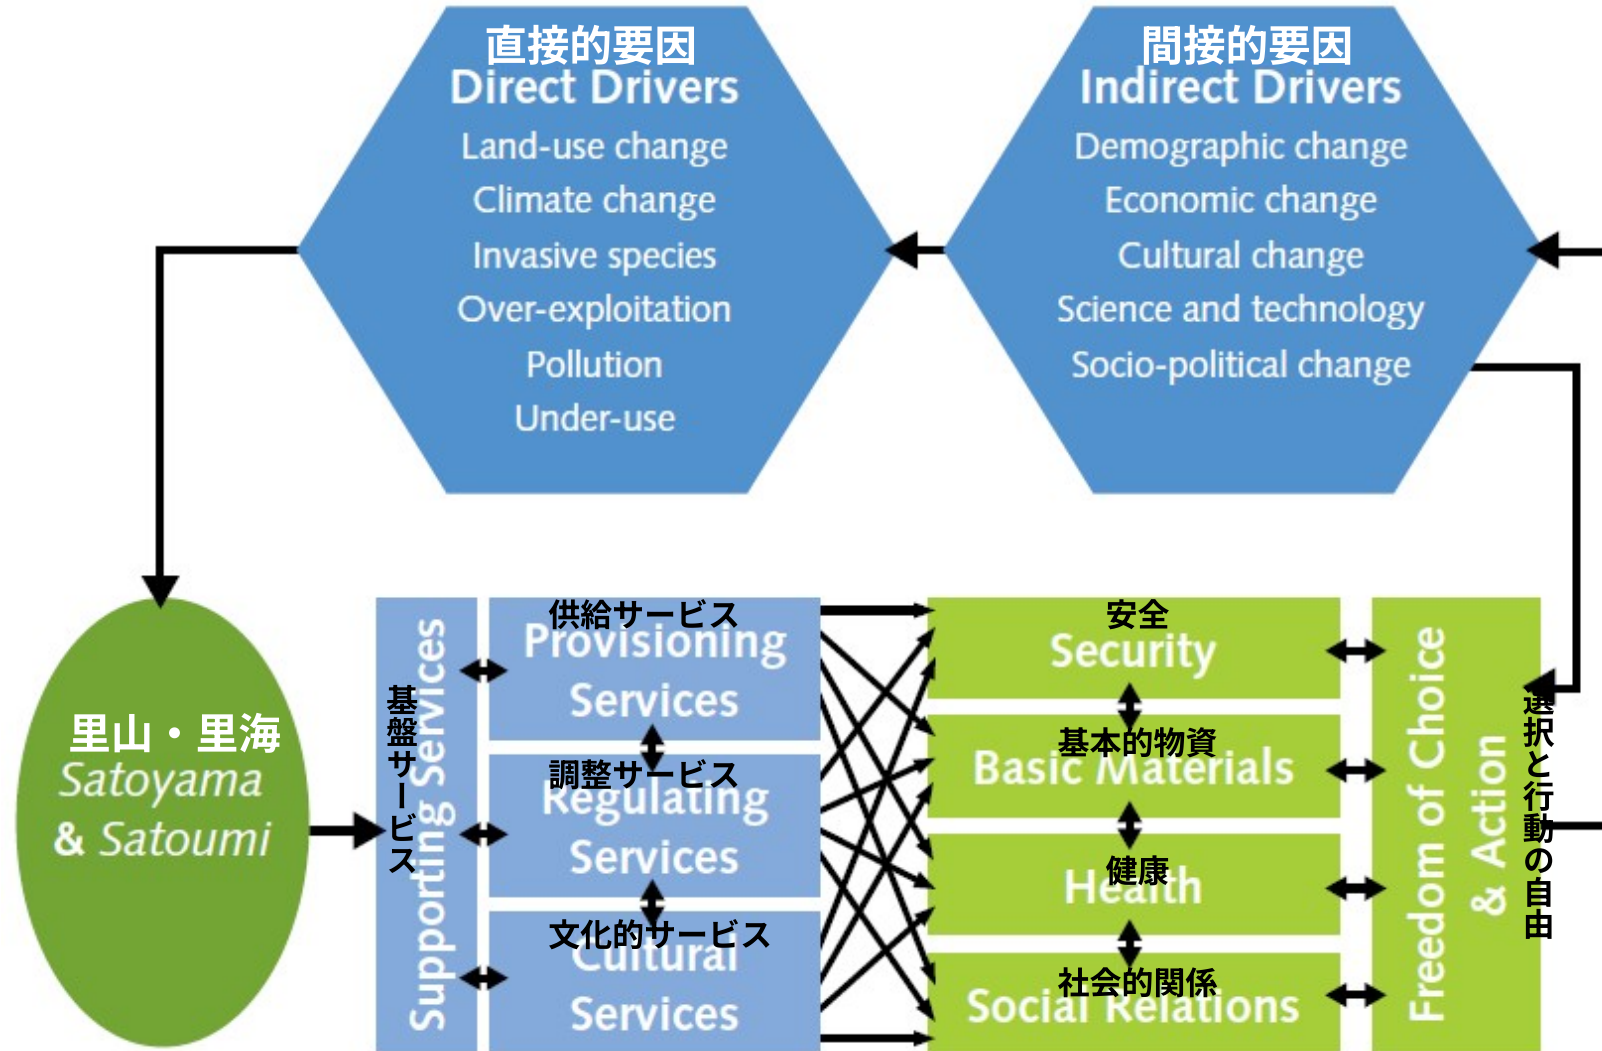 直接的要因
Direct Drivers
Land-use change
Climate change
Invasive species
Over-exploitation
Pollution
Under-use
間接的要因
Indirect Drivers
Demographic change
Economic change
Cultural change
Science and technology
Socio-political change
里山・里海
Satoyama
& Satoumi
基盤サービス
Supporting Services
供給サービス
Provisioning
Services
調整サービス
Regulating
Services
文化的サービス
Cultural
Services
安全
Security
基本的物資
Basic Materials
健康
Health
社会的関係
Social Relations
Freedom of Choice
& Action
選択と行動の自由